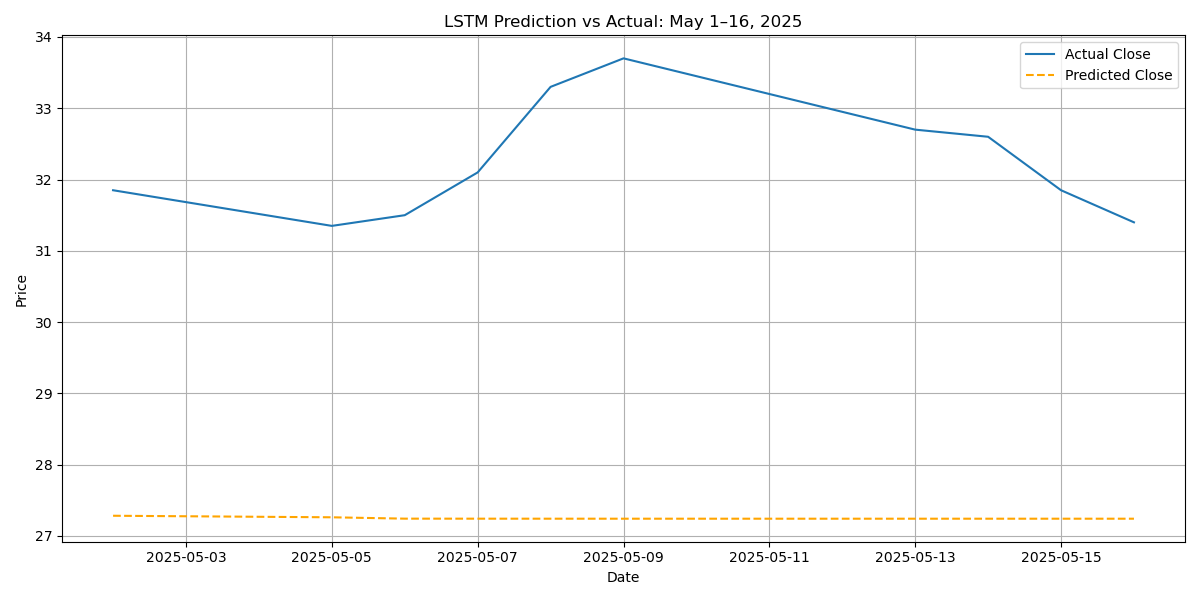 LSTM Prediction vs Actual: May 1–16, 2025
Actual Close
Predicted Close
34
33
32
31
30
29
28
27
Price
2025-05-03 2025-05-05 2025-05-07 2025-05-09 2025-05-11 2025-05-13 2025-05-15
Date